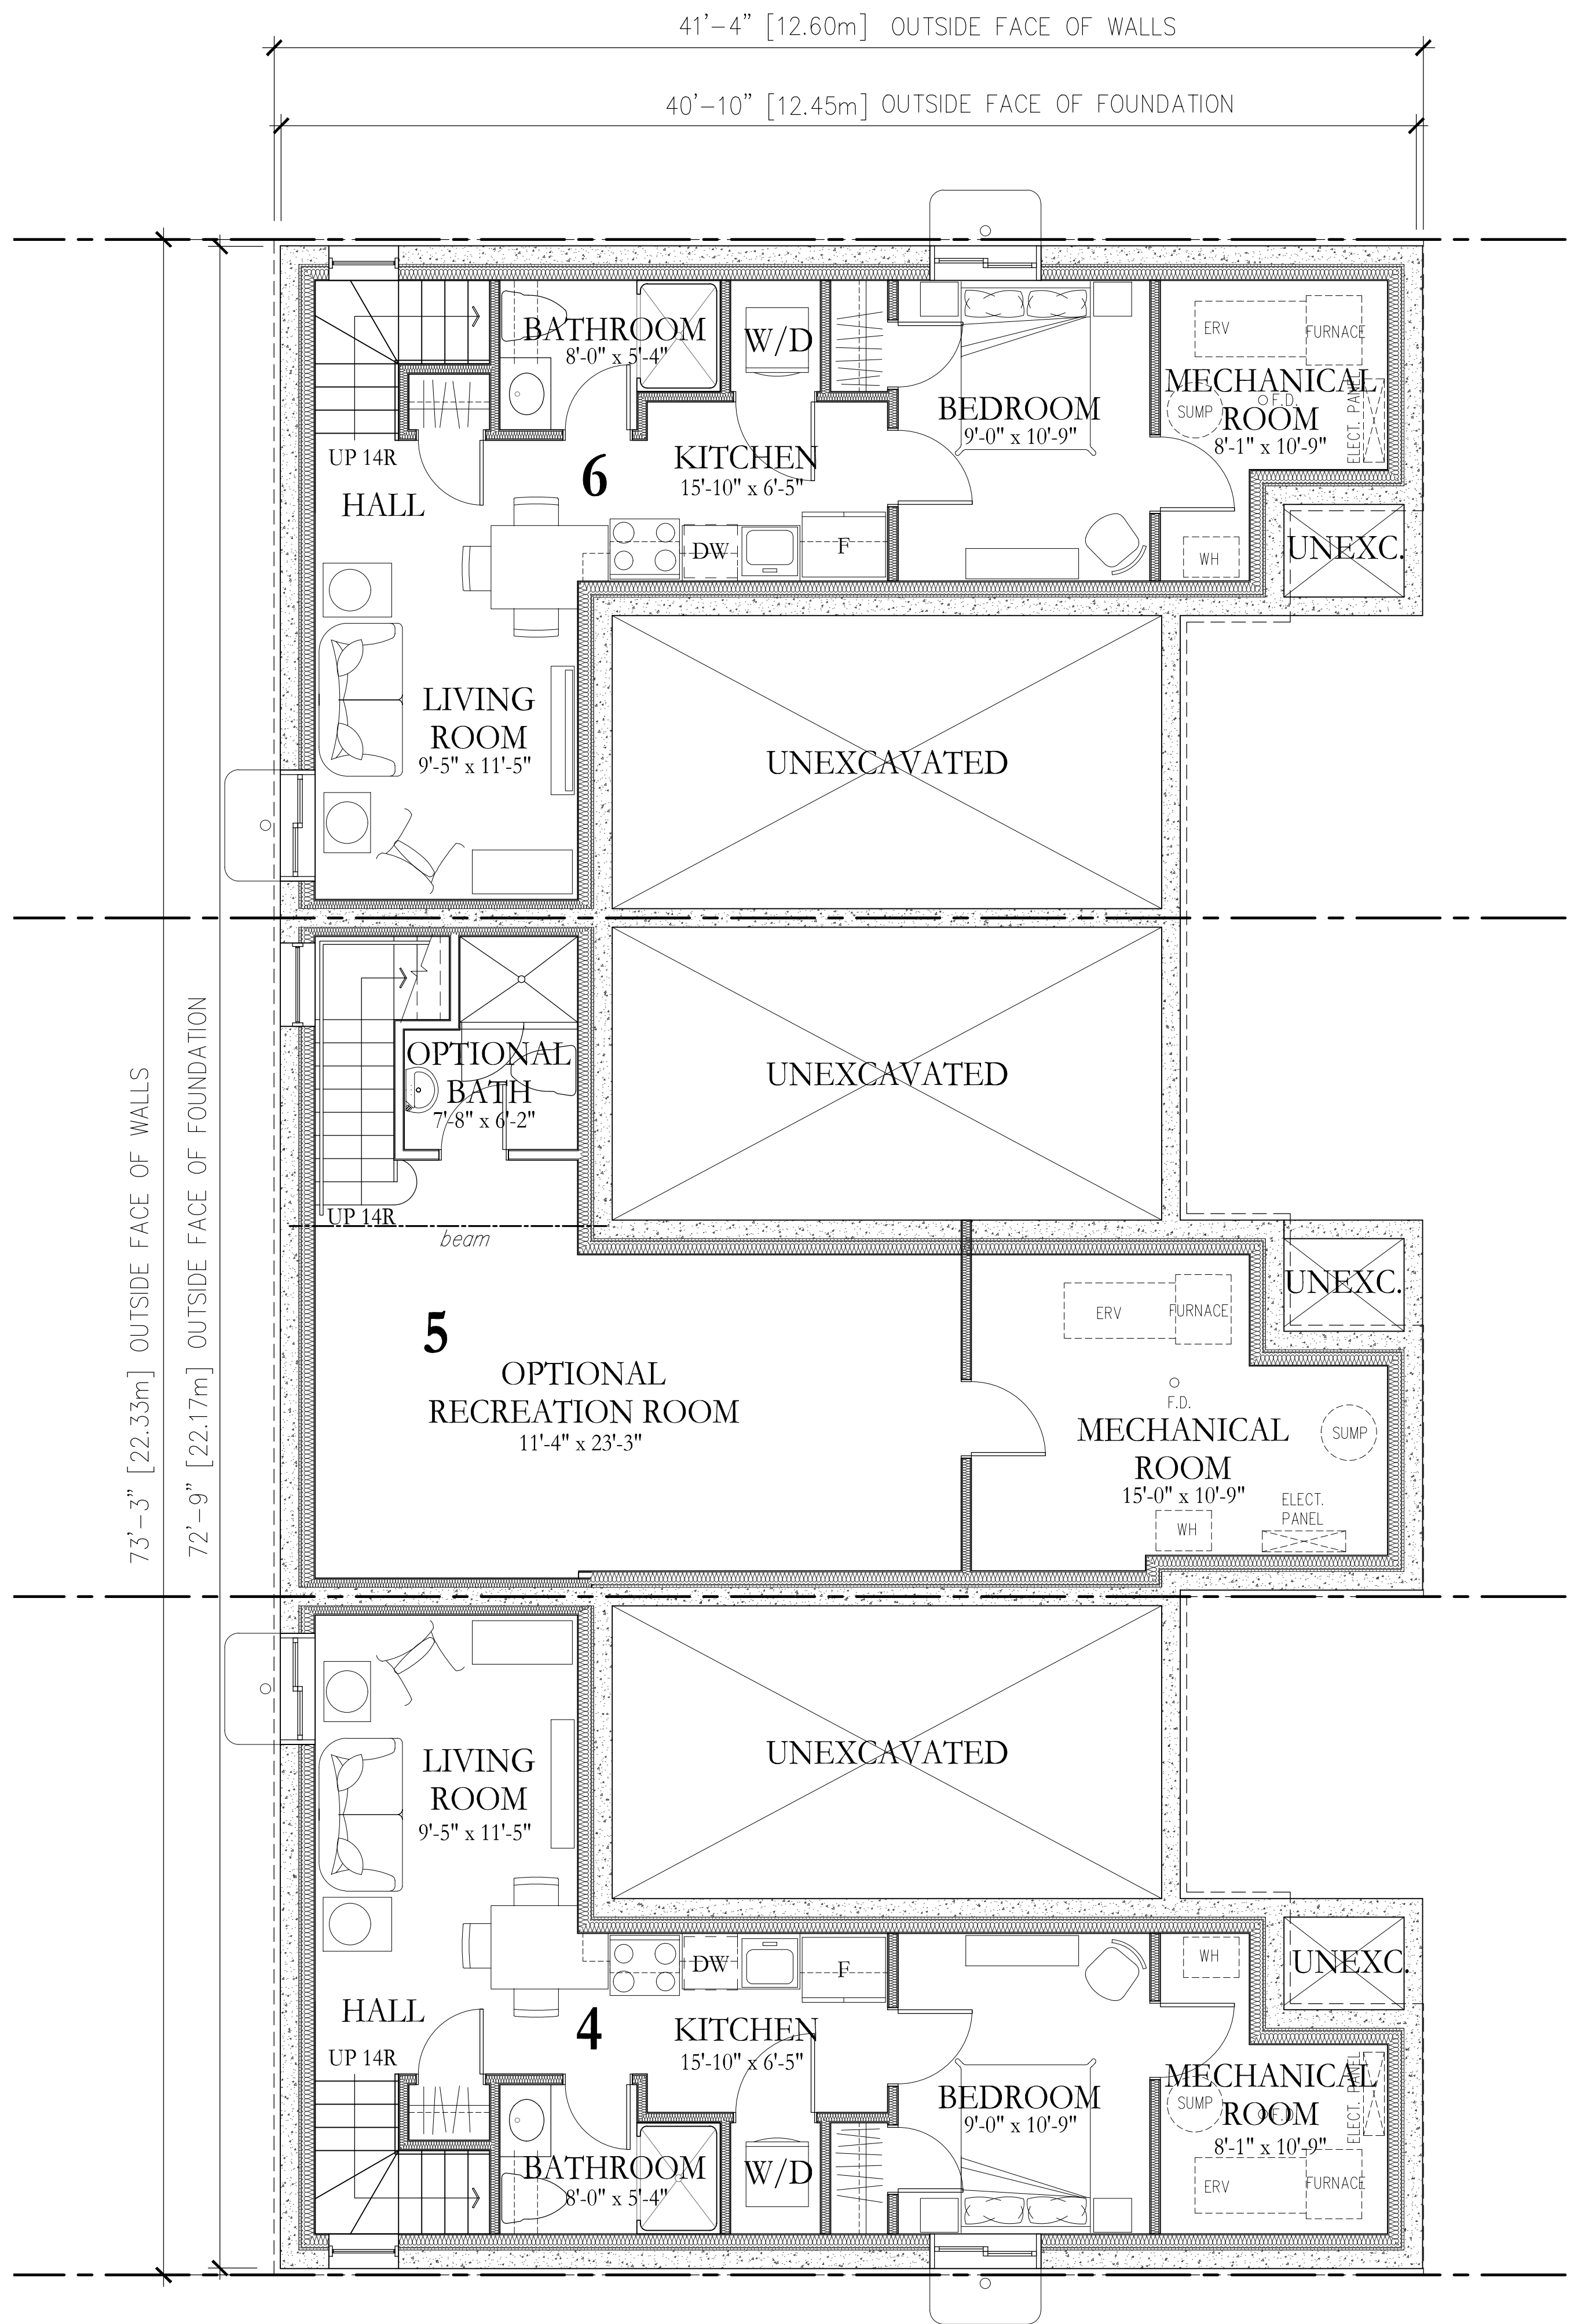 41'-4" [12.60m] OUTSIDE FACE OF WALLS
40'-10" [12.45m] OUTSIDE FACE OF FOUNDATION
73'-3" [22.33m] OUTSIDE FACE OF WALLS
72'-9" [22.17m] OUTSIDE FACE OF FOUNDATION
BATHROOM
8'-0" x 5'-4"
W/D
ERV
FURNACE
MECHANICAL
ROOM
8'-1" x 10'-9"
SUMP
F.D.
ELECT. PANEL
BEDROOM
9'-0" x 10'-9"
UP 14R
HALL
6
KITCHEN
15'-10" x 6'-5"
DW
F
WH
UNEXC.
LIVING
ROOM
9'-5" x 11'-5"
UNEXCAVATED
UNEXCAVATED
OPTIONAL
BATH
7'-8" x 6'-2"
UP 14R
beam
5
OPTIONAL
RECREATION ROOM
11'-4" x 23'-3"
UNEXC.
ERV
FURNACE
F.D.
MECHANICAL
ROOM
15'-0" x 10'-9"
SUMP
WH
ELECT.
PANEL
LIVING
ROOM
9'-5" x 11'-5"
UNEXCAVATED
DW
F
WH
UNEXC.
HALL
UP 14R
4
KITCHEN
15'-10" x 6'-5"
BEDROOM
9'-0" x 10'-9"
MECHANICAL
ROOM
8'-1" x 10'-9"
SUMP
F.D.
ELECT. PANEL
BATHROOM
8'-0" x 5'-4"
W/D
ERV
FURNACE